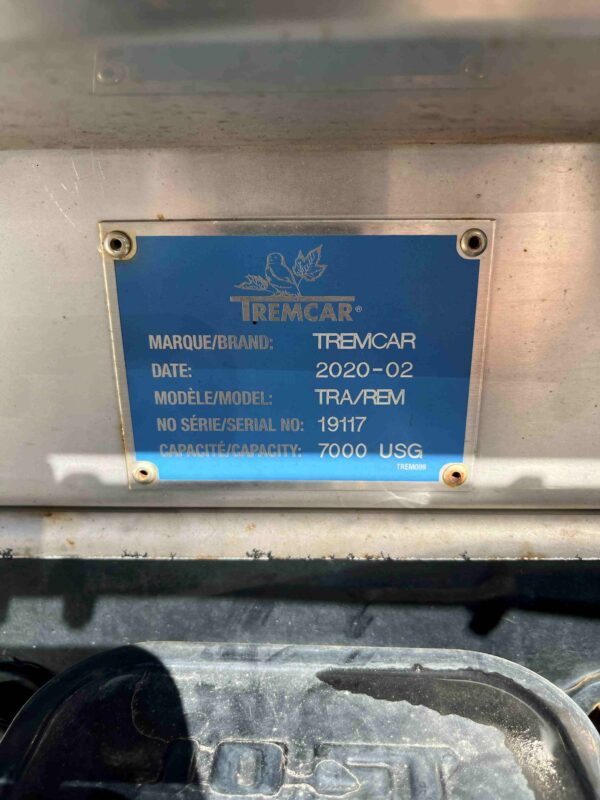 TREMCAR®
MARQUE/BRAND: TREMCAR
DATE: 2020-02
MODÈLE/MODEL: TRA/REM
NO SÉRIE/SERIAL NO: 19117
CAPACITÉ/CAPACITY: 7000 USG